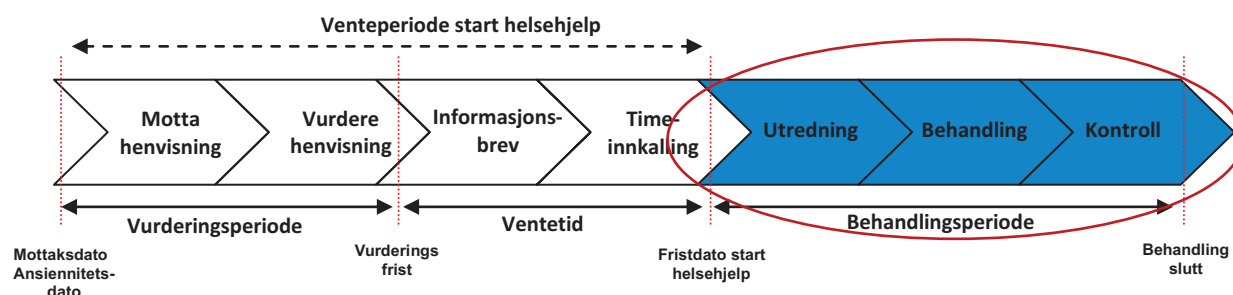 Venteperiode start helsehjelp
Motta
henvisning
Vurdere
henvisning
Informasjons-
brev
Time-
innkalling
Utredning
Behandling
Kontroll
Vurderingsperiode
Ventetid
Behandlingsperiode
Mottaksdato
Ansiennitets-
dato
Vurderings
frist
Fristdato start
helsehjelp
Behandling
slutt